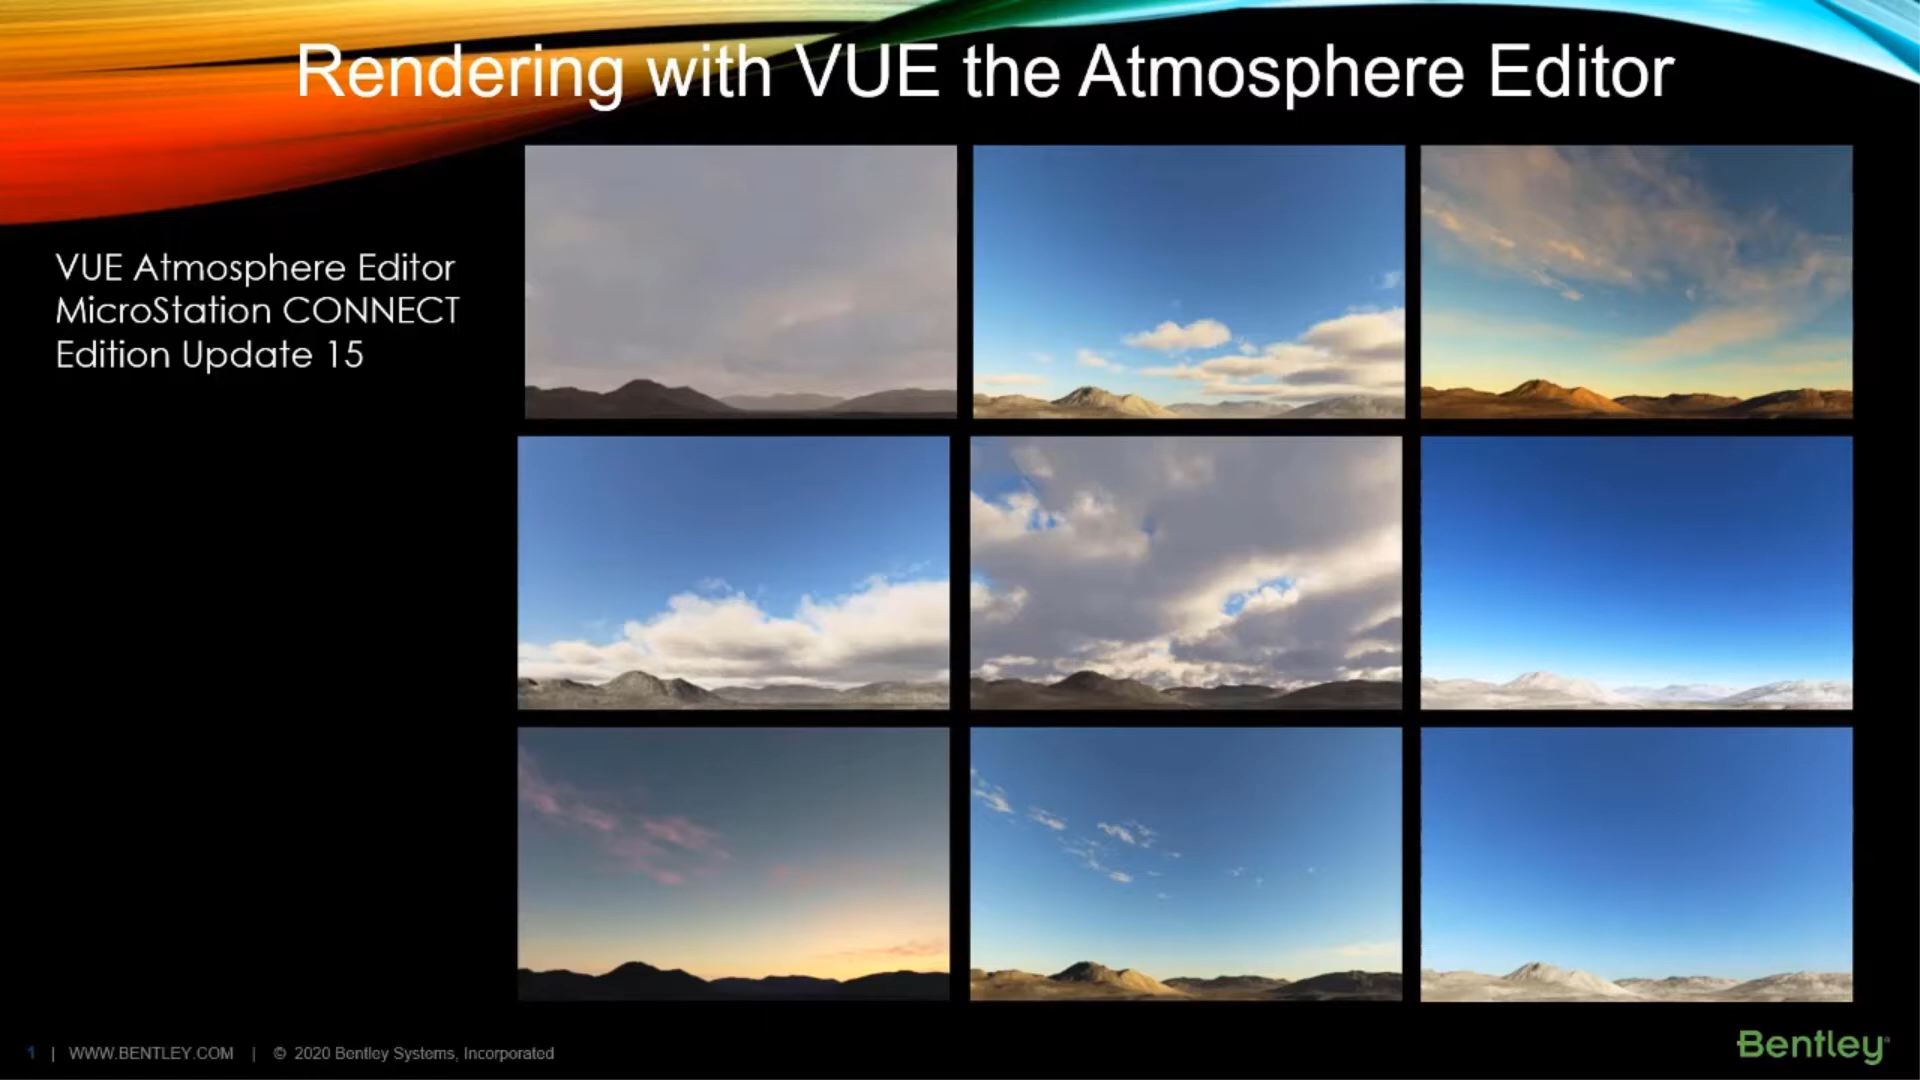 Rendering with VUE the Atmosphere Editor
VUE Atmosphere Editor
MicroStation CONNECT
Edition Update 15
1 | WWW.BENTLEY.COM | © 2020 Bentley Systems, Incorporated
Bentley®